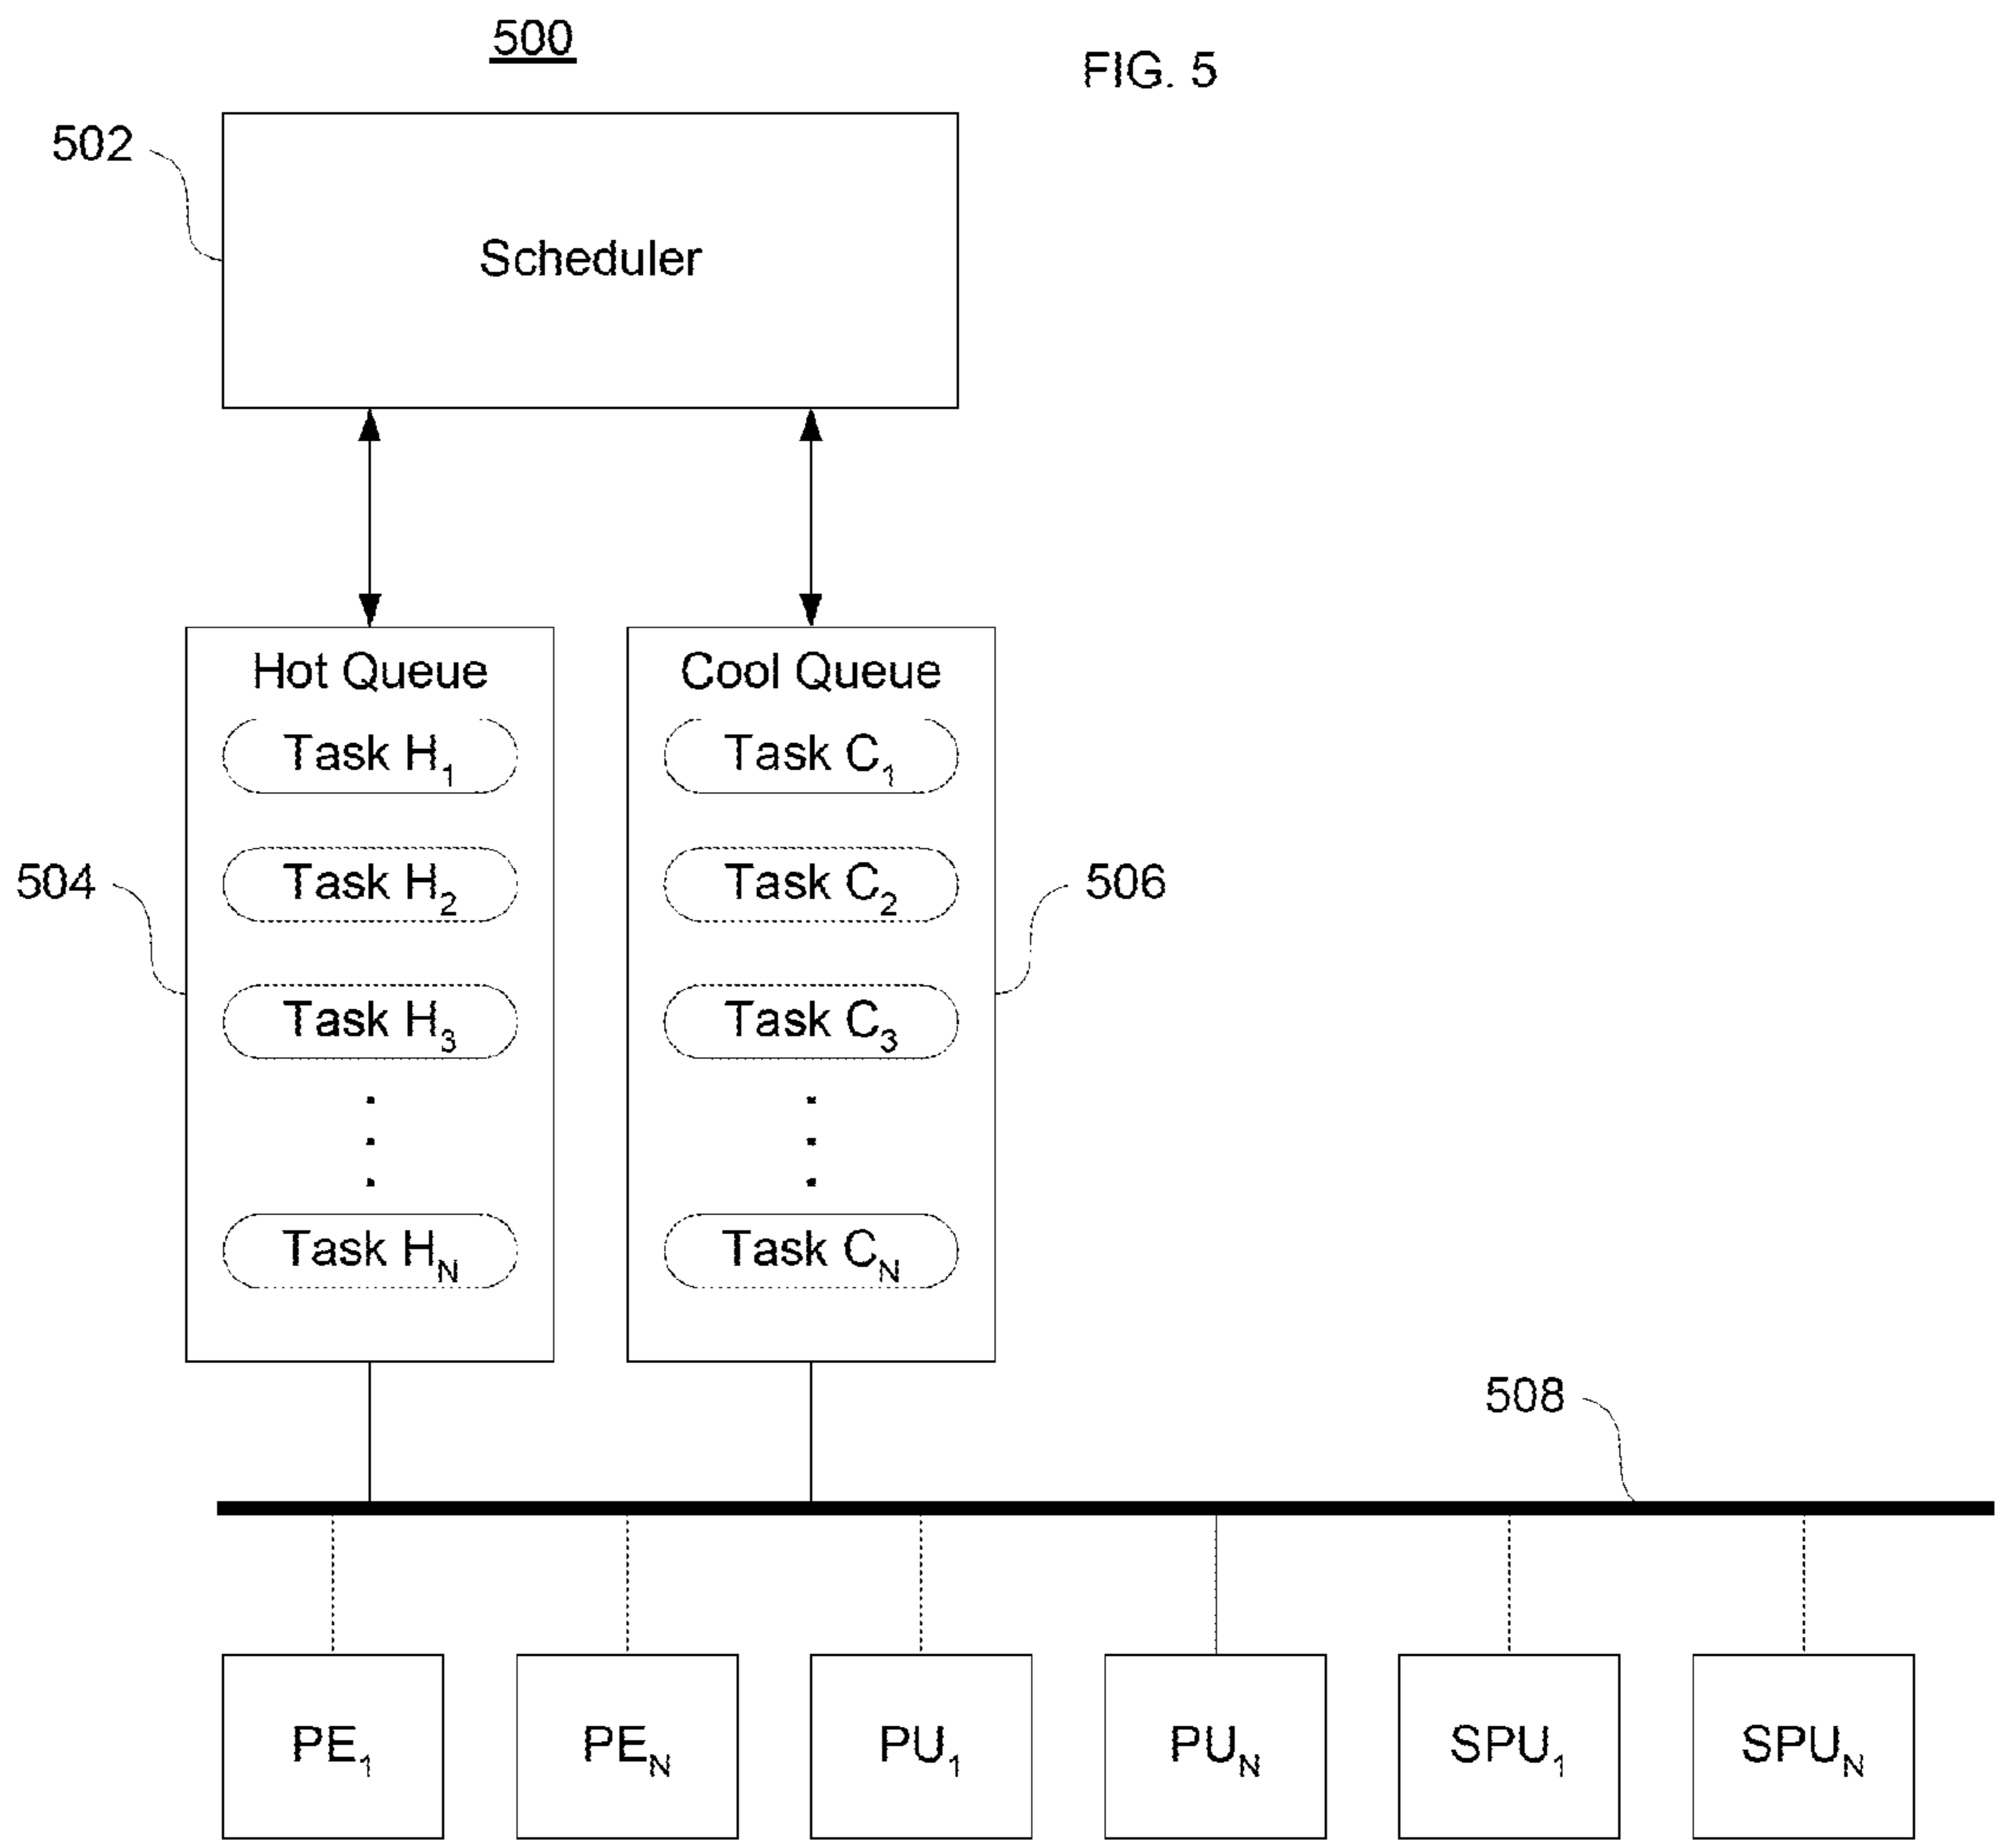 500
FIG. 5
502
Scheduler
Hot Queue
Cool Queue
Task H1
Task C1
Task H2
Task C2
504
506
Task H3
Task C3
Task HN
Task CN
508
PE1
PEN
PU1
PUN
SPU1
SPUN